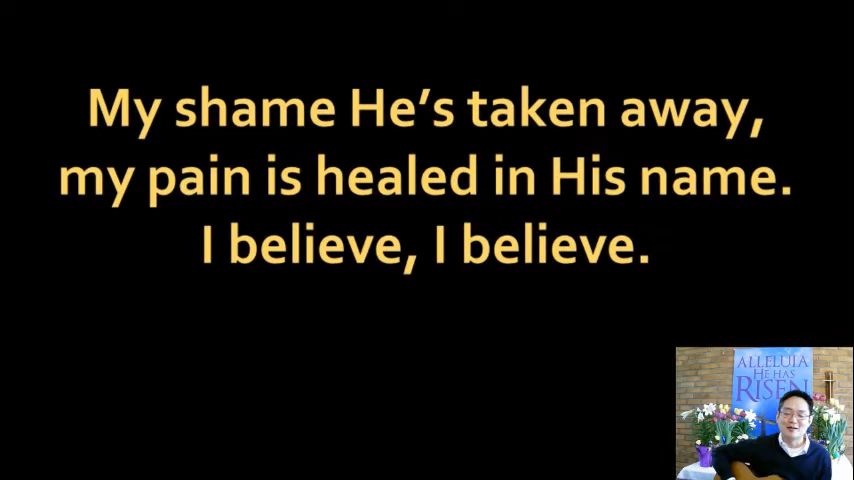 My shame He’s taken away,
my pain is healed in His name.
I believe, I believe.
ALLELUIA
HE HAS
RISEN